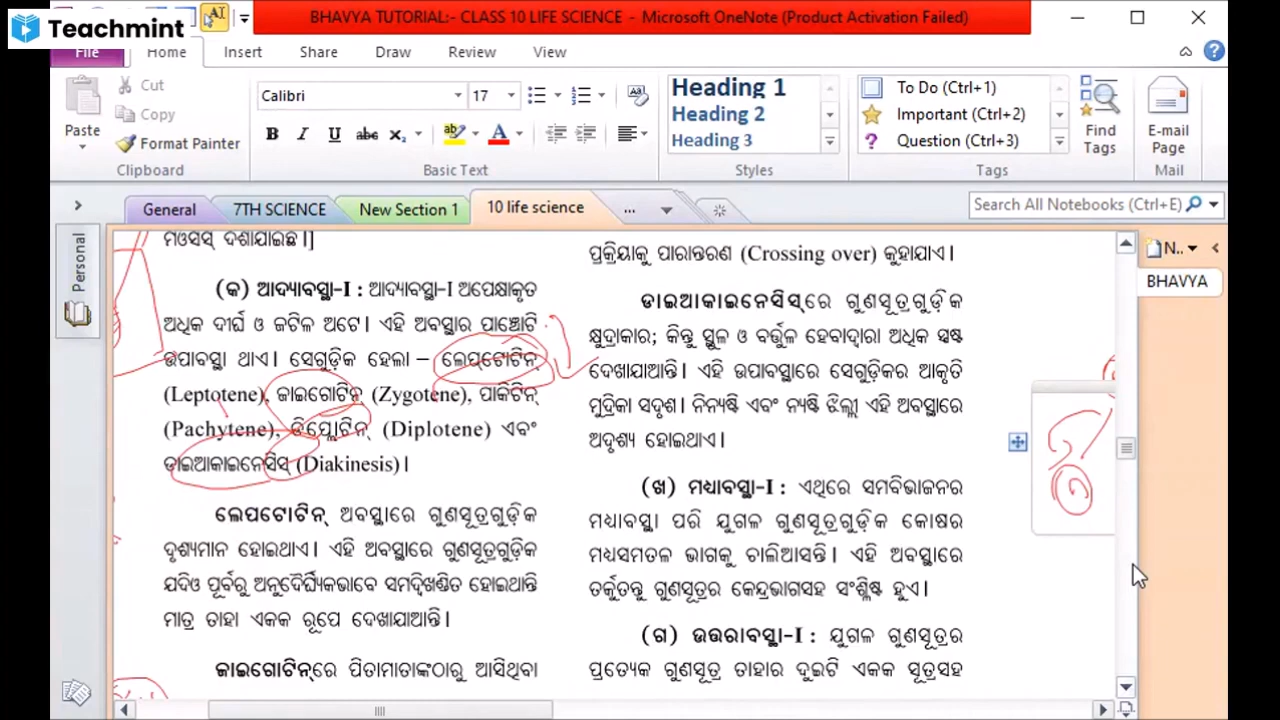 Teachmint
BHAVYA TUTORIAL:- CLASS 10 LIFE SCIENCE - Microsoft OneNote (Product Activation Failed)
File Home Insert Share Draw Review View
Paste
Cut
Copy
Format Painter
Clipboard
Calibri 17
B I U abc X₂ A
Basic Text
Heading 1
Heading 2
Heading 3
Styles
To Do (Ctrl+1)
Important (Ctrl+2)
Question (Ctrl+3)
Tags
Find Tags
E-mail Page
Mail
General 7TH SCIENCE New Section 1 10 life science ...
Search All Notebooks (Ctrl+E)
Personal
N..
BHAVYA
ମଓସସ୍ ଦର୍ଶାଯାଇଛ।]
(କ) ଆଦ୍ୟାବସ୍ଥା-I : ଆଦ୍ୟାବସ୍ଥା-I ଅପେକ୍ଷାକୃତ
ଅଧିକ ଦୀର୍ଘ ଓ ଜଟିଳ ଅଟେ। ଏହି ଅବସ୍ଥାର ପାଞ୍ଚୋଟି
ଉପାବସ୍ଥା ଥାଏ। ସେଗୁଡ଼ିକ ହେଲା – ଲେପ୍‌ଟୋଟିନ୍
(Leptotene), ଜାଇଗୋଟିନ୍ (Zygotene), ପାକିଟିନ୍
(Pachytene), ଡିପ୍ଲୋଟିନ୍ (Diplotene) ଏବଂ
ଡାଇଆକାଇନେସିସ୍ (Diakinesis)।
ଲେପଟୋଟିନ୍ ଅବସ୍ଥାରେ ଗୁଣସୂତ୍ରଗୁଡ଼ିକ
ଦୃଶ୍ୟମାନ ହୋଇଥାଏ। ଏହି ଅବସ୍ଥାରେ ଗୁଣସୂତ୍ରଗୁଡ଼ିକ
ଯଦିଓ ପୂର୍ବରୁ ଅନୁଦୈର୍ଘ୍ୟିକଭାବେ ସମଦ୍ୱିଖଣ୍ଡିତ ହୋଇଥାନ୍ତି
ମାତ୍ର ତାହା ଏକକ ରୂପେ ଦେଖାଯାଆନ୍ତି।
ଜାଇଗୋଟିନ୍‌ରେ ପିତାମାତାଙ୍କଠାରୁ ଆସିଥିବା
ପ୍ରକ୍ରିୟାକୁ ପାରାନ୍ତରଣ (Crossing over) କୁହାଯାଏ।
ଡାଇଆକାଇନେସିସ୍‌ରେ ଗୁଣସୂତ୍ରଗୁଡ଼ିକ
କ୍ଷୁଦ୍ରାକାର; କିନ୍ତୁ ସ୍ଥୂଳ ଓ ବର୍ତ୍ତୁଳ ହେବାଦ୍ୱାରା ଅଧିକ ସ୍ପଷ୍ଟ
ଦେଖାଯାଆନ୍ତି। ଏହି ଉପାବସ୍ଥାରେ ସେଗୁଡ଼ିକର ଆକୃତି
ମୁଦ୍ରିକା ସଦୃଶ। ନିନ୍ୟଷ୍ଟି ଏବଂ ନ୍ୟଷ୍ଟି ଝିଲ୍ଲୀ ଏହି ଅବସ୍ଥାରେ
ଅଦୃଶ୍ୟ ହୋଇଥାଏ।
(ଖ) ମଧ୍ୟାବସ୍ଥା-I : ଏଥିରେ ସମବିଭାଜନର
ମଧ୍ୟାବସ୍ଥା ପରି ଯୁଗଳ ଗୁଣସୂତ୍ରଗୁଡ଼ିକ କୋଷର
ମଧ୍ୟସମତଳ ଭାଗକୁ ଚାଲିଆସନ୍ତି। ଏହି ଅବସ୍ଥାରେ
ତର୍କୁତନ୍ତୁ ଗୁଣସୂତ୍ରର କେନ୍ଦ୍ରଭାଗସହ ସଂଶ୍ଳିଷ୍ଟ ହୁଏ।
(ଗ) ଉତ୍ତରାବସ୍ଥା-I : ଯୁଗଳ ଗୁଣସୂତ୍ରର
ପ୍ରତ୍ୟେକ ଗୁଣସୂତ୍ର ତାହାର ଦୁଇଟି ଏକକ ସୂତ୍ରସହ